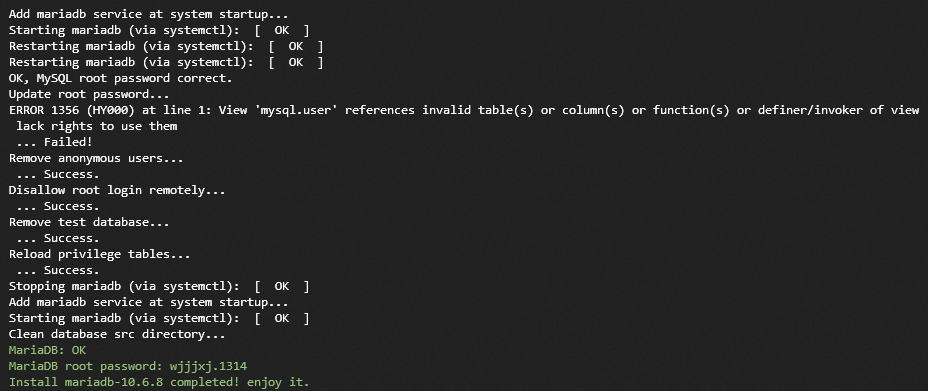 Add mariadb service at system startup...
Starting mariadb (via systemctl):  [  OK  ]
Restarting mariadb (via systemctl):  [  OK  ]
Restarting mariadb (via systemctl):  [  OK  ]
OK, MySQL root password correct.
Update root password...
ERROR 1356 (HY000) at line 1: View 'mysql.user' references invalid table(s) or column(s) or function(s) or definer/invoker of view
 lack rights to use them
 ... Failed!
Remove anonymous users...
 ... Success.
Disallow root login remotely...
 ... Success.
Remove test database...
 ... Success.
Reload privilege tables...
 ... Success.
Stopping mariadb (via systemctl):  [  OK  ]
Add mariadb service at system startup...
Starting mariadb (via systemctl):  [  OK  ]
Clean database src directory...
MariaDB: OK
MariaDB root password: wjjjxj.1314
Install mariadb-10.6.8 completed! enjoy it.